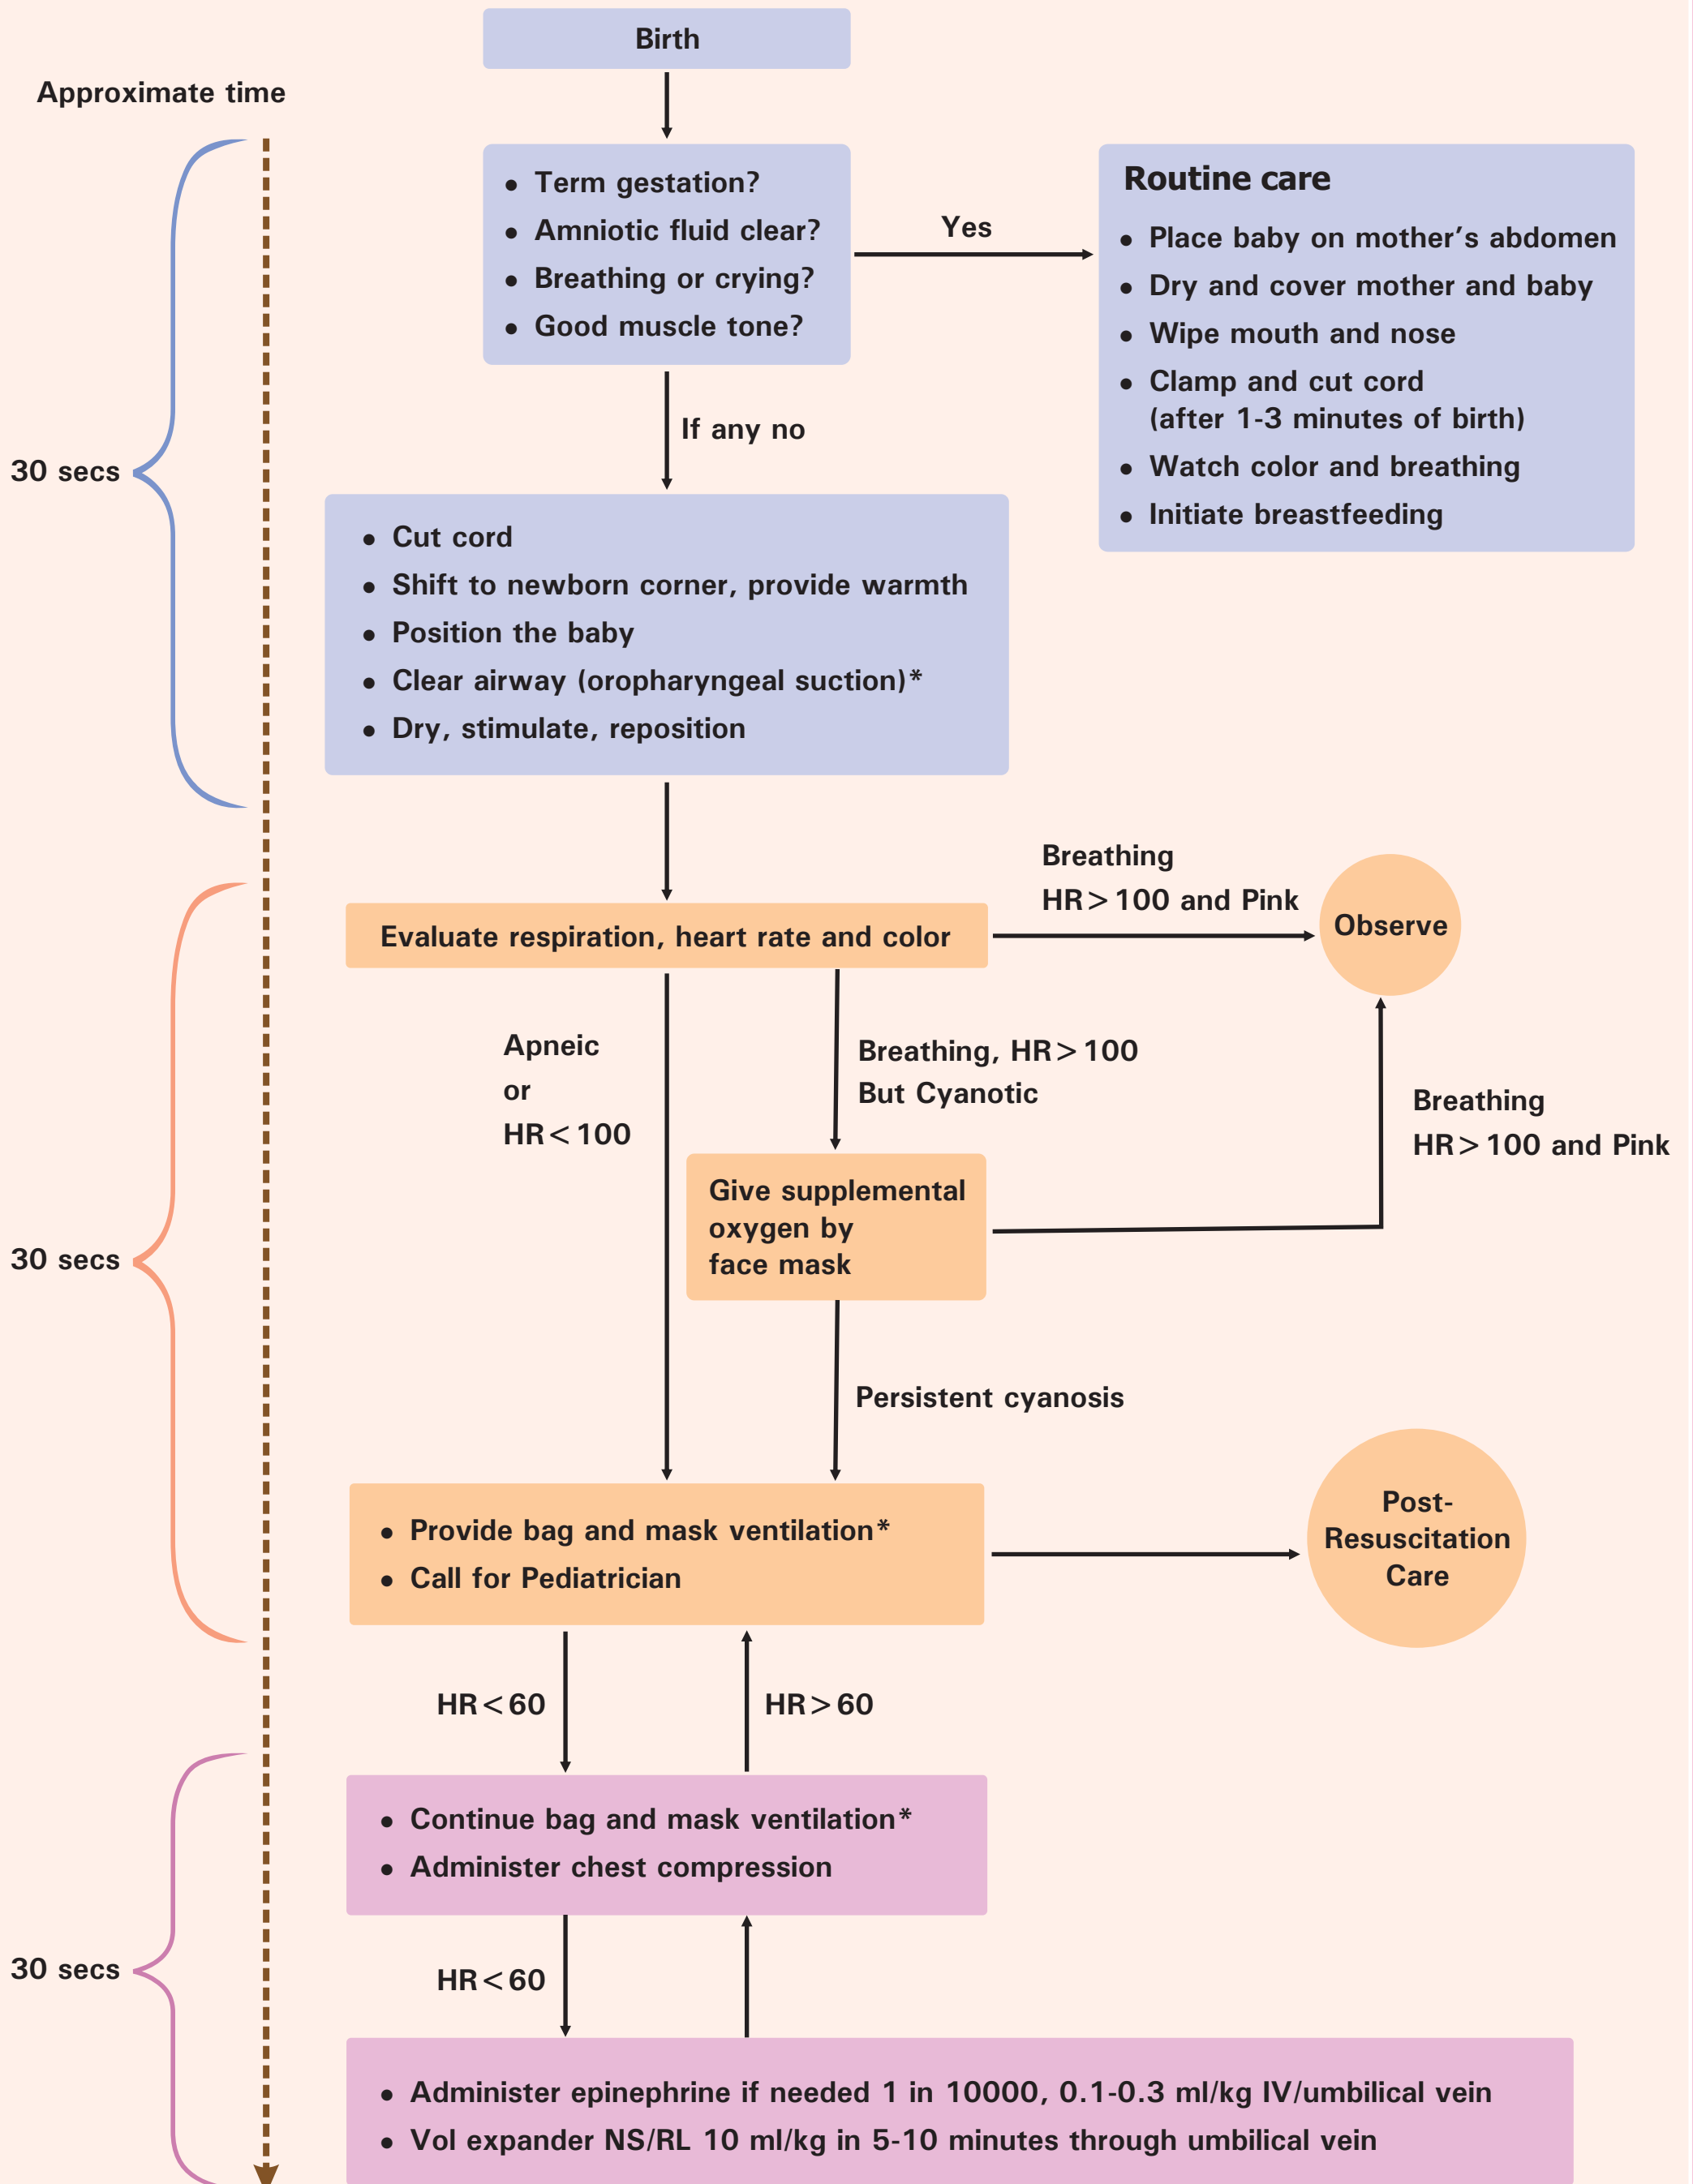 Birth
Approximate time
• Term gestation?
• Amniotic fluid clear?
• Breathing or crying?
• Good muscle tone?
Yes
Routine care
• Place baby on mother’s abdomen
• Dry and cover mother and baby
• Wipe mouth and nose
• Clamp and cut cord
(after 1-3 minutes of birth)
• Watch color and breathing
• Initiate breastfeeding
If any no
30 secs
• Cut cord
• Shift to newborn corner, provide warmth
• Position the baby
• Clear airway (oropharyngeal suction)*
• Dry, stimulate, reposition
Evaluate respiration, heart rate and color
Breathing
HR>100 and Pink
Observe
Apneic
or
HR<100
Breathing, HR>100
But Cyanotic
Breathing
HR>100 and Pink
Give supplemental
oxygen by
face mask
30 secs
Persistent cyanosis
• Provide bag and mask ventilation*
• Call for Pediatrician
Post-
Resuscitation
Care
HR<60
HR>60
• Continue bag and mask ventilation*
• Administer chest compression
30 secs
HR<60
• Administer epinephrine if needed 1 in 10000, 0.1-0.3 ml/kg IV/umbilical vein
• Vol expander NS/RL 10 ml/kg in 5-10 minutes through umbilical vein